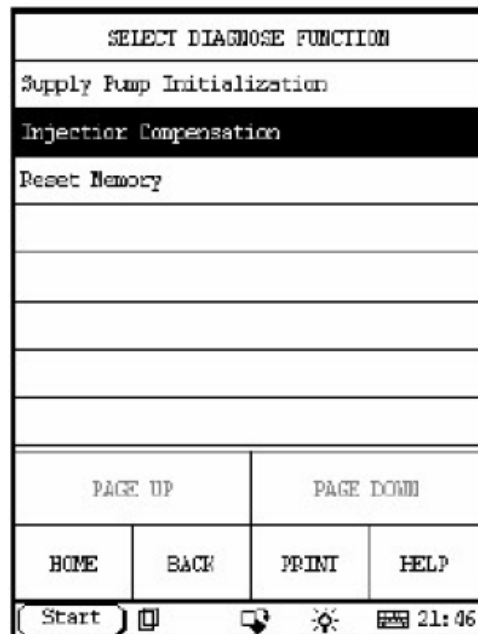 SELECT DIAGNOSE FUNCTION
Supply Pump Initialization
Injectior Compensation
Reset Memory
PAGE UP PAGE DOWN
HOME BACK PRINT HELP
Start 21:46